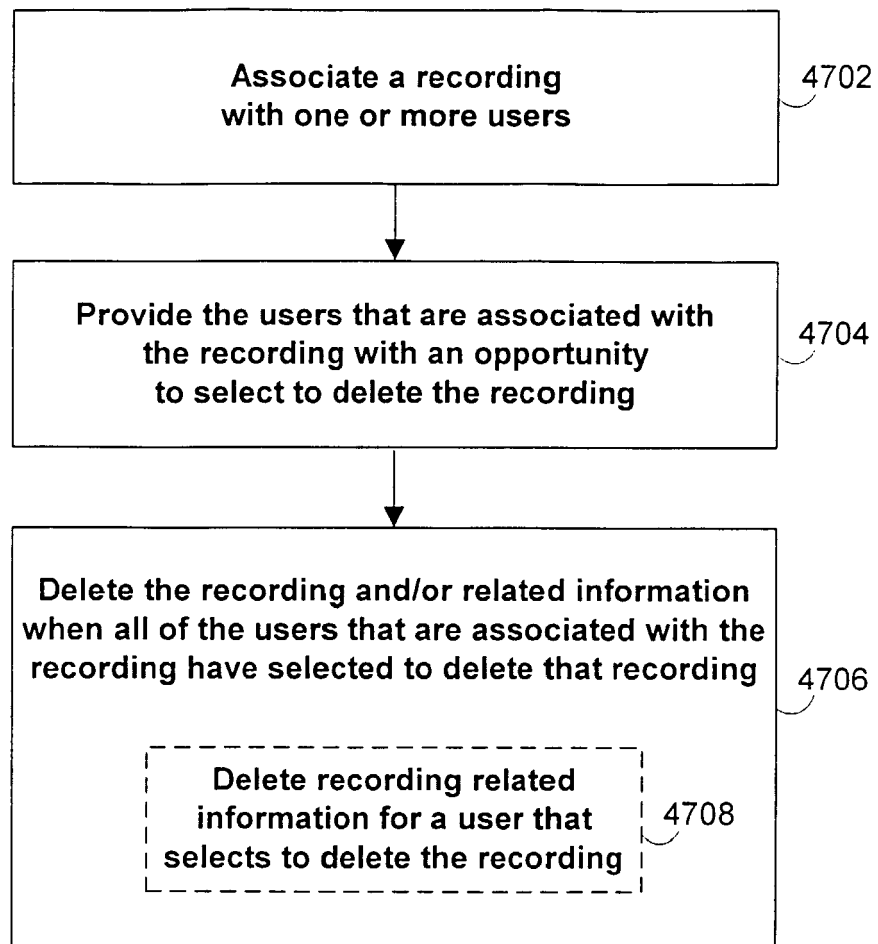 Associate a recording
with one or more users
4702
Provide the users that are associated with
the recording with an opportunity
to select to delete the recording
4704
Delete the recording and/or related information
when all of the users that are associated with the
recording have selected to delete that recording
4706
Delete recording related
information for a user that
selects to delete the recording
4708